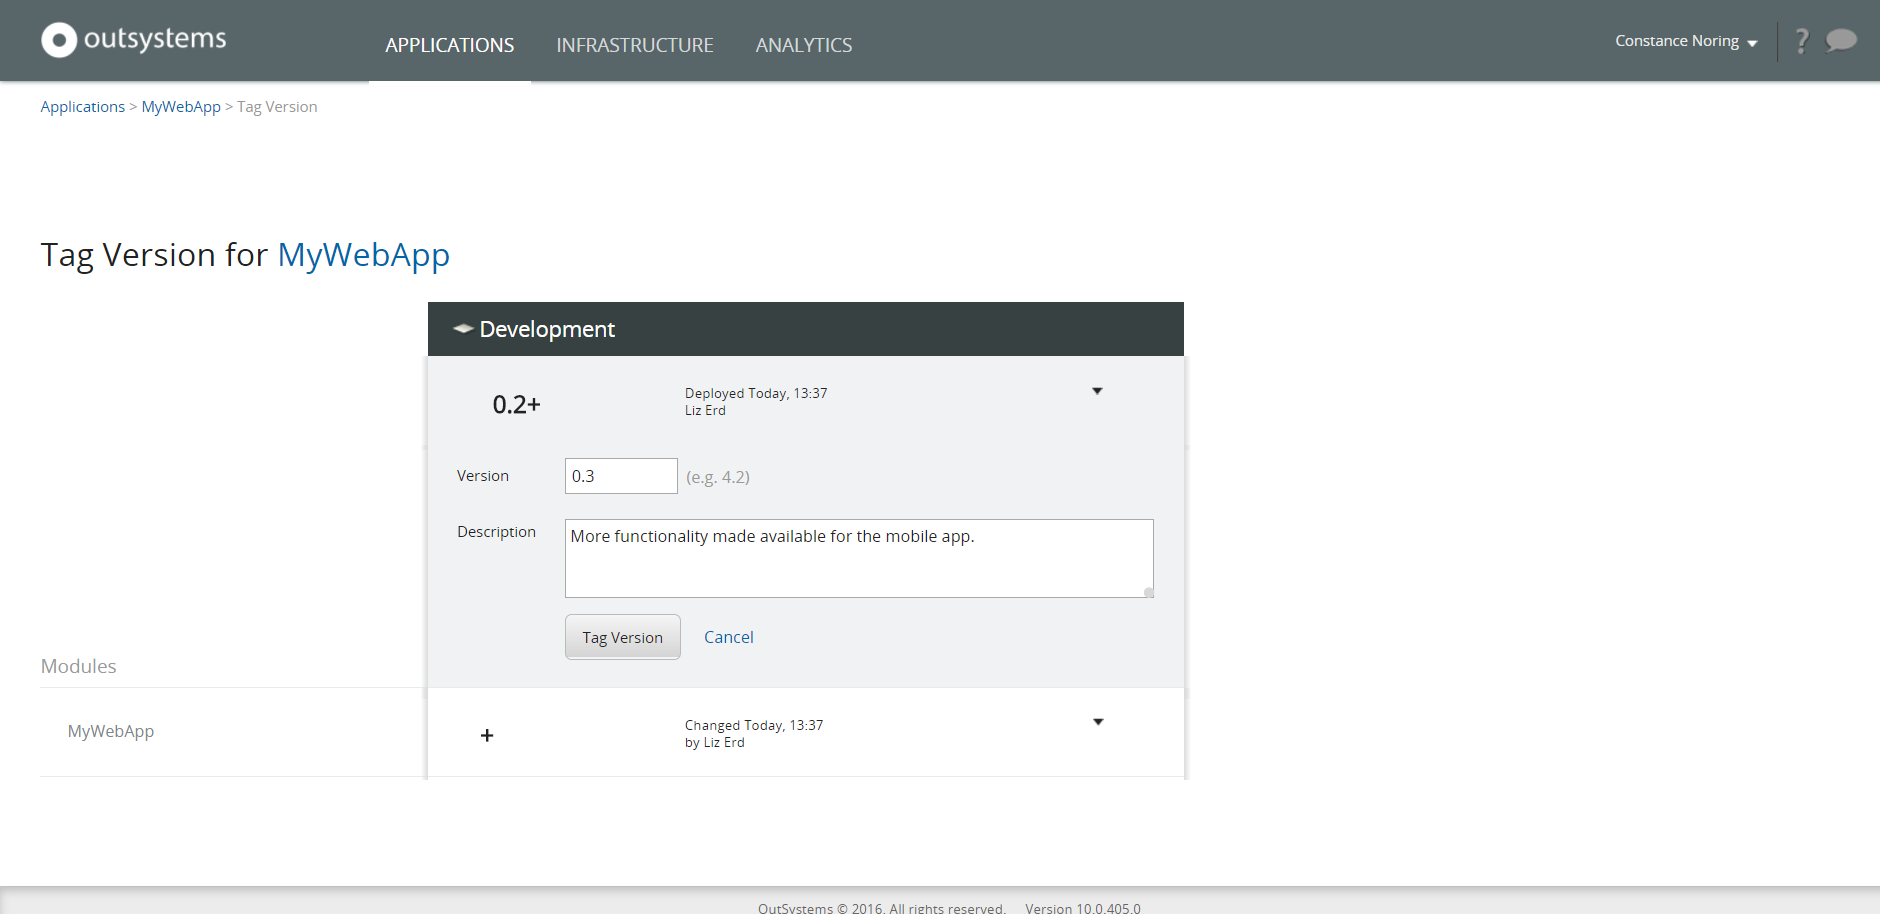 outsystems
APPLICATIONS INFRASTRUCTURE ANALYTICS
Constance Noring
?
Applications > MyWebApp > Tag Version
Tag Version for MyWebApp
Development
0.2+
Deployed Today, 13:37
Liz Erd
Version 0.3 (e.g. 4.2)
Description More functionality made available for the mobile app.
Tag Version Cancel
Modules
MyWebApp
+
Changed Today, 13:37
by Liz Erd
OutSystems © 2016. All rights reserved. Version 10.0.405.0